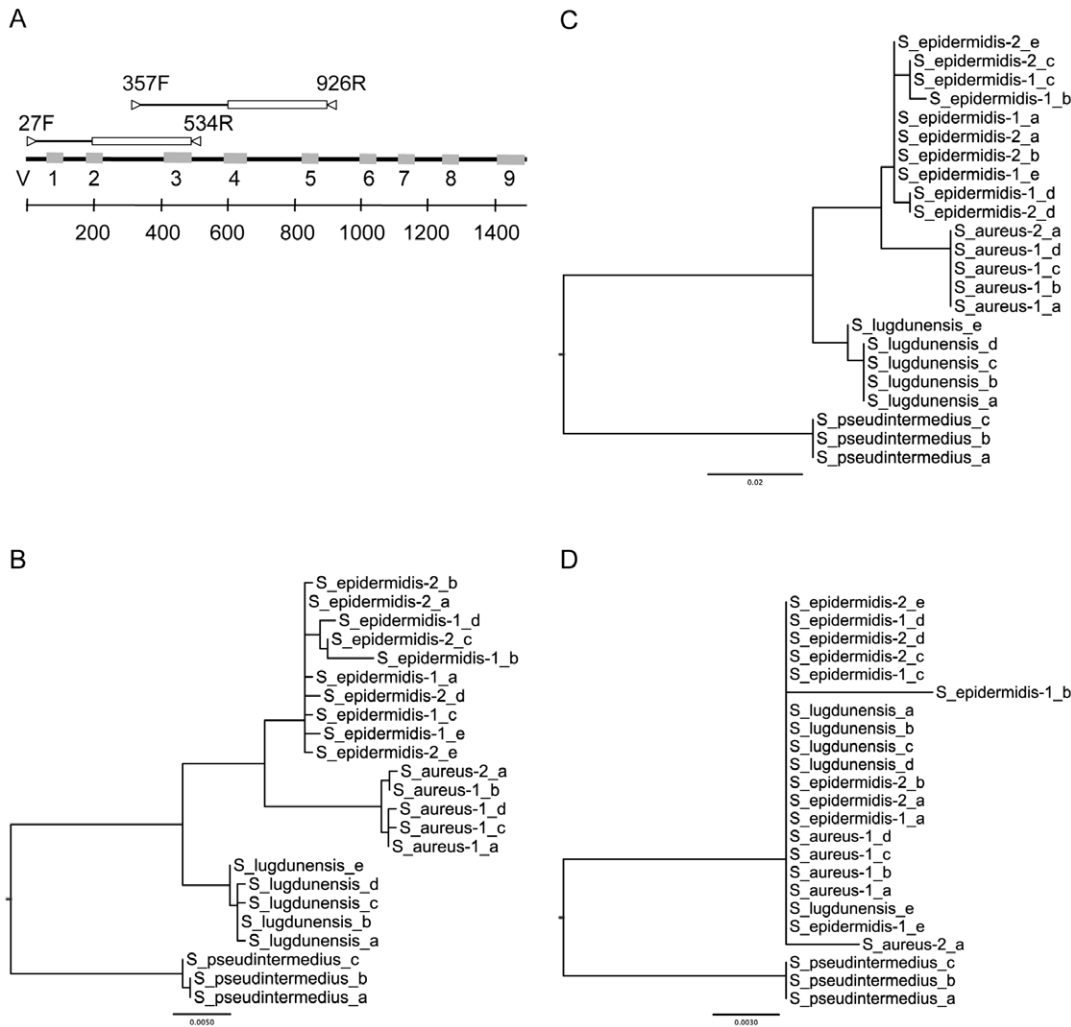 A
357F 926R
27F 534R
V 1 2 3 4 5 6 7 8 9
200 400 600 800 1000 1200 1400
C
S_epidermidis-2_e
S_epidermidis-2_c
S_epidermidis-1_c
S_epidermidis-1_b
S_epidermidis-1_a
S_epidermidis-2_a
S_epidermidis-2_b
S_epidermidis-1_e
S_epidermidis-1_d
S_epidermidis-2_d
S_aureus-2_a
S_aureus-1_d
S_aureus-1_c
S_aureus-1_b
S_aureus-1_a
S_lugdunensis_e
S_lugdunensis_d
S_lugdunensis_c
S_lugdunensis_b
S_lugdunensis_a
S_pseudintermedius_c
S_pseudintermedius_b
S_pseudintermedius_a
0.02
B
S_epidermidis-2_b
S_epidermidis-2_a
S_epidermidis-1_d
S_epidermidis-2_c
S_epidermidis-1_b
S_epidermidis-1_a
S_epidermidis-2_d
S_epidermidis-1_c
S_epidermidis-1_e
S_epidermidis-2_e
S_aureus-2_a
S_aureus-1_b
S_aureus-1_d
S_aureus-1_c
S_aureus-1_a
S_lugdunensis_e
S_lugdunensis_d
S_lugdunensis_c
S_lugdunensis_b
S_lugdunensis_a
S_pseudintermedius_c
S_pseudintermedius_b
S_pseudintermedius_a
0.0050
D
S_epidermidis-2_e
S_epidermidis-1_d
S_epidermidis-2_d
S_epidermidis-2_c
S_epidermidis-1_c
S_epidermidis-1_b
S_lugdunensis_a
S_lugdunensis_b
S_lugdunensis_c
S_lugdunensis_d
S_epidermidis-2_b
S_epidermidis-2_a
S_epidermidis-1_a
S_aureus-1_d
S_aureus-1_c
S_aureus-1_b
S_aureus-1_a
S_lugdunensis_e
S_epidermidis-1_e
S_aureus-2_a
S_pseudintermedius_c
S_pseudintermedius_b
S_pseudintermedius_a
0.0030